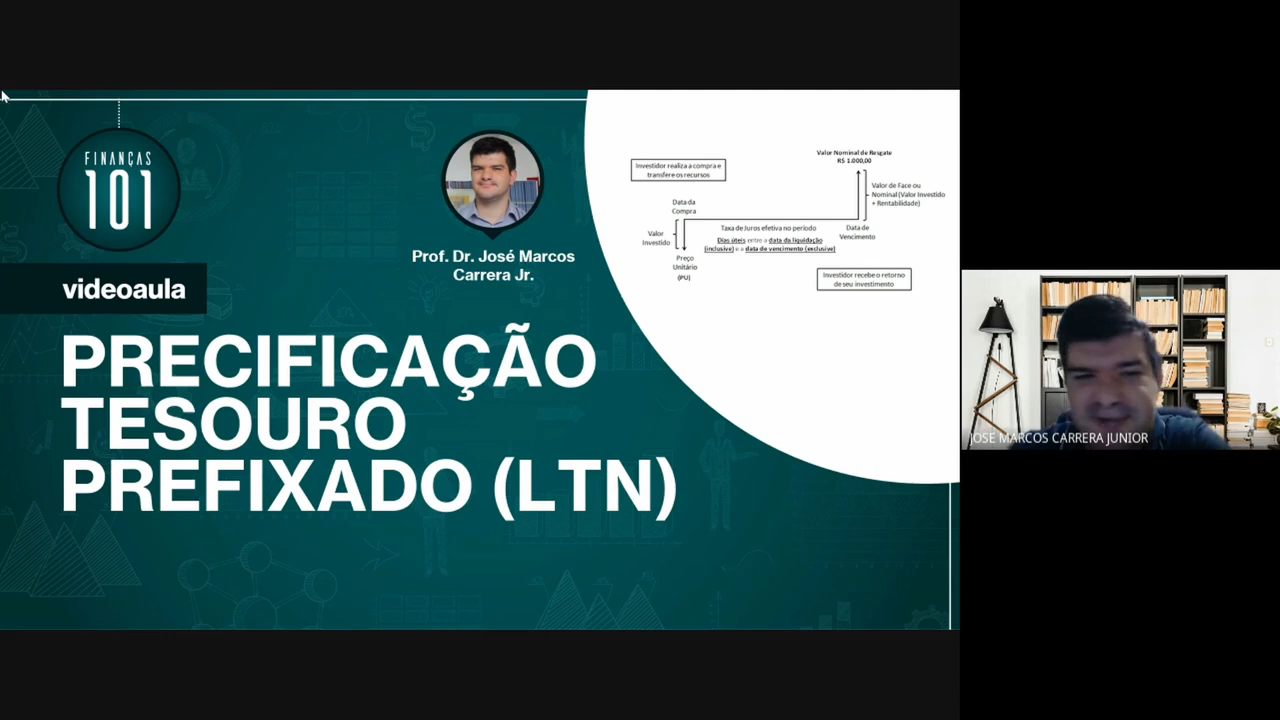 FINANÇAS
101
Prof. Dr. José Marcos
Carrera Jr.
videoaula
PRECIFICAÇÃO
TESOURO
PREFIXADO (LTN)
Investidor realiza a compra e
transfere os recursos
Valor Nominal de Resgate
R$ 1.000,00
Valor de Face ou
Nominal (Valor Investido
+ Rentabilidade)
Data da
Compra
Valor
Investido
Taxa de Juros efetiva no período
Dias úteis entre a data da liquidação
(inclusive) e a data de vencimento (exclusive)
Data de
Vencimento
Preço
Unitário
(PU)
Investidor recebe o retorno
de seu investimento
JOSE MARCOS CARRERA JUNIOR